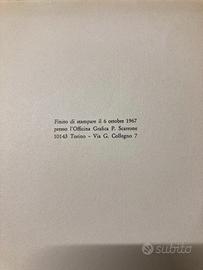 Finito di stampare il 6 ottobre 1967
presso l'Officina Grafica P. Scarrone
10143 Torino - Via G. Collegno 7
subito